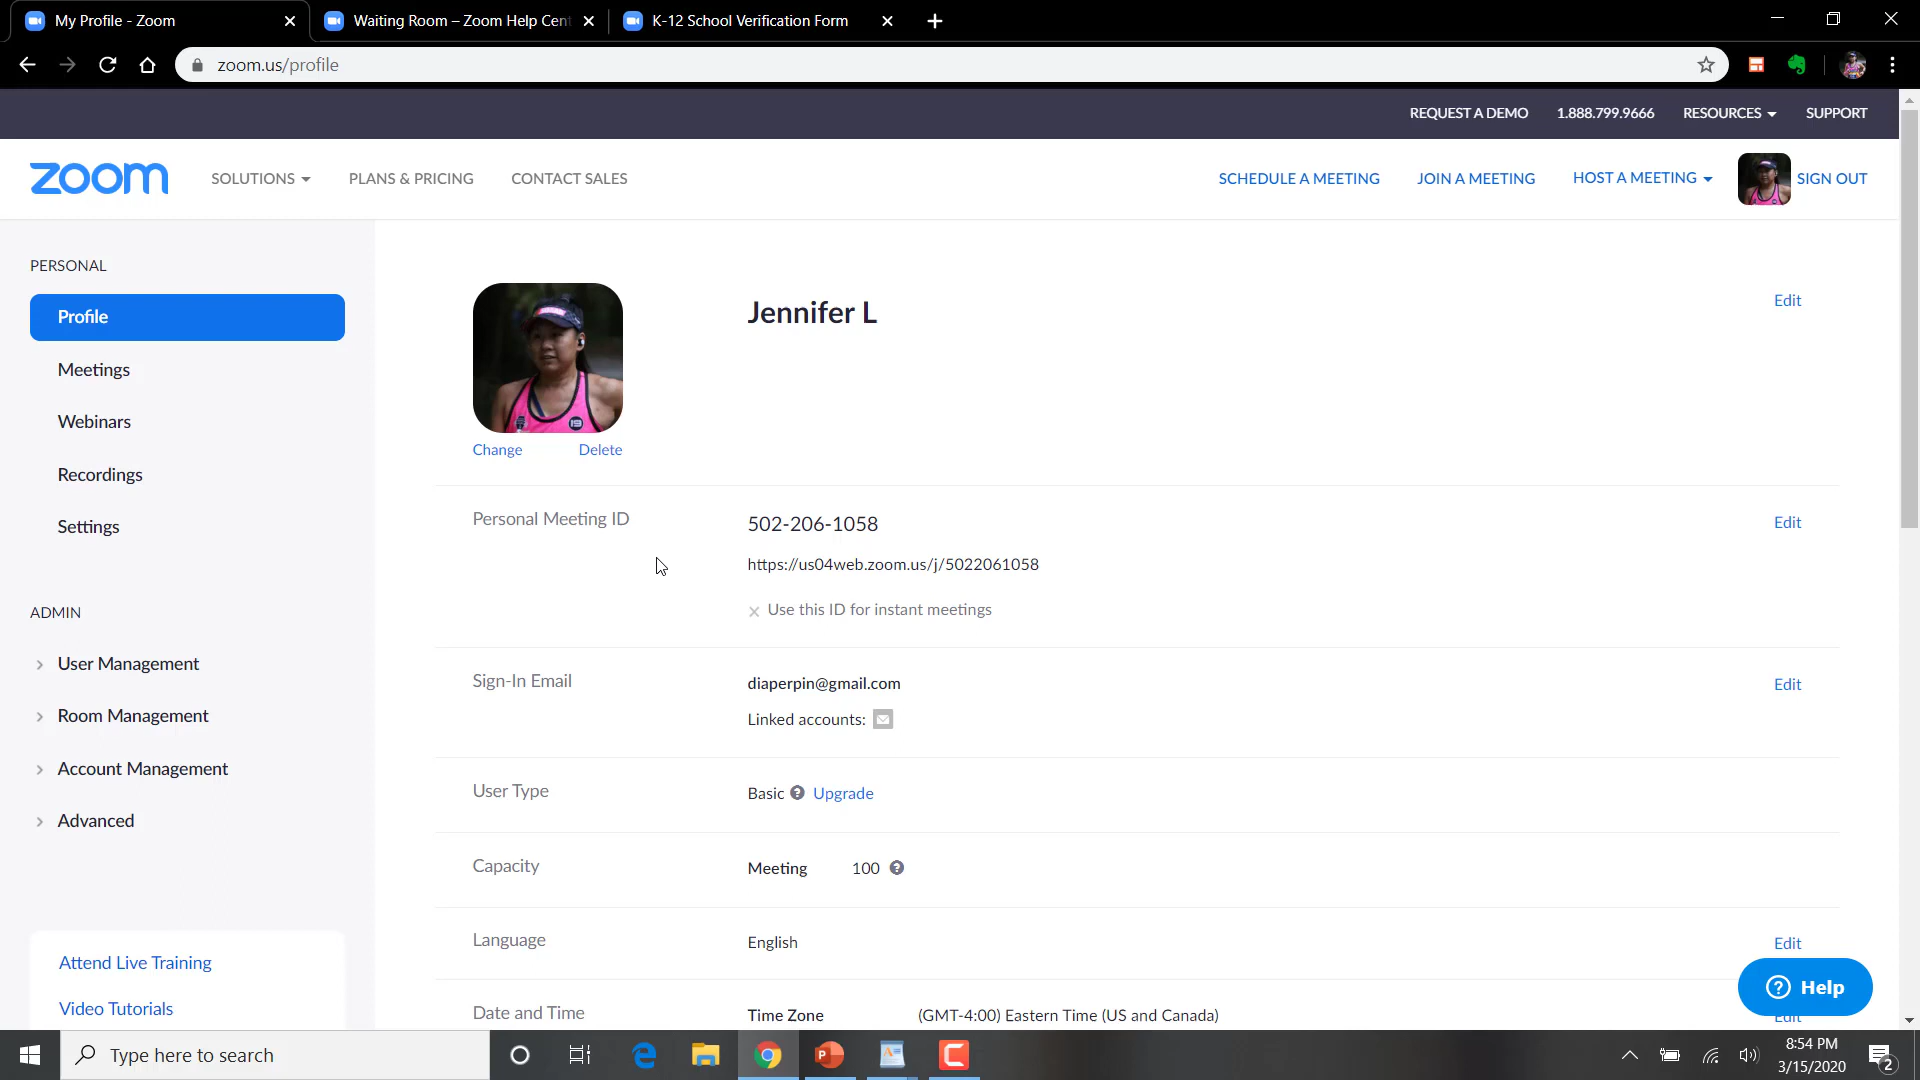 My Profile - Zoom
Waiting Room – Zoom Help Cent
K-12 School Verification Form
zoom.us/profile
REQUEST A DEMO
1.888.799.9666
RESOURCES
SUPPORT
zoom
SOLUTIONS
PLANS & PRICING
CONTACT SALES
SCHEDULE A MEETING
JOIN A MEETING
HOST A MEETING
SIGN OUT
PERSONAL
Profile
Meetings
Webinars
Recordings
Settings
ADMIN
User Management
Room Management
Account Management
Advanced
Attend Live Training
Video Tutorials
Jennifer L
Edit
Change
Delete
Personal Meeting ID
502-206-1058
Edit
https://us04web.zoom.us/j/5022061058
Use this ID for instant meetings
Sign-In Email
diaperpin@gmail.com
Edit
Linked accounts:
User Type
Basic
Upgrade
Capacity
Meeting
100
Language
English
Edit
Date and Time
Time Zone
(GMT-4:00) Eastern Time (US and Canada)
Edit
Help
Type here to search
8:54 PM
3/15/2020
2